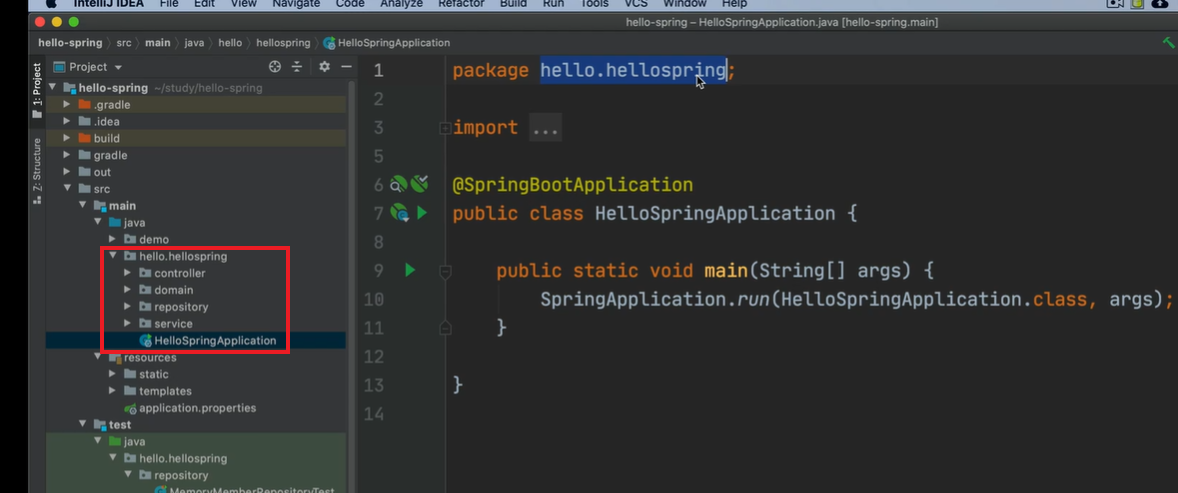 IntelliJ IDEA File Edit View Navigate Code Analyze Refactor Build Run Tools VCS Window Help
hello-spring – HelloSpringApplication.java [hello-spring.main]
hello-spring src main java hello hellospring HelloSpringApplication
1: Project
Z: Structure
Project
hello-spring ~/study/hello-spring
.gradle
.idea
build
gradle
out
src
main
java
demo
hello.hellospring
controller
domain
repository
service
HelloSpringApplication
resources
static
templates
application.properties
test
java
hello.hellospring
repository
MemoryMemberRepositoryTest
1 package hello.hellospring;
2
3 import ...
5
6 @SpringBootApplication
7 public class HelloSpringApplication {
8
9 public static void main(String[] args) {
10 SpringApplication.run(HelloSpringApplication.class, args);
11 }
12
13 }
14